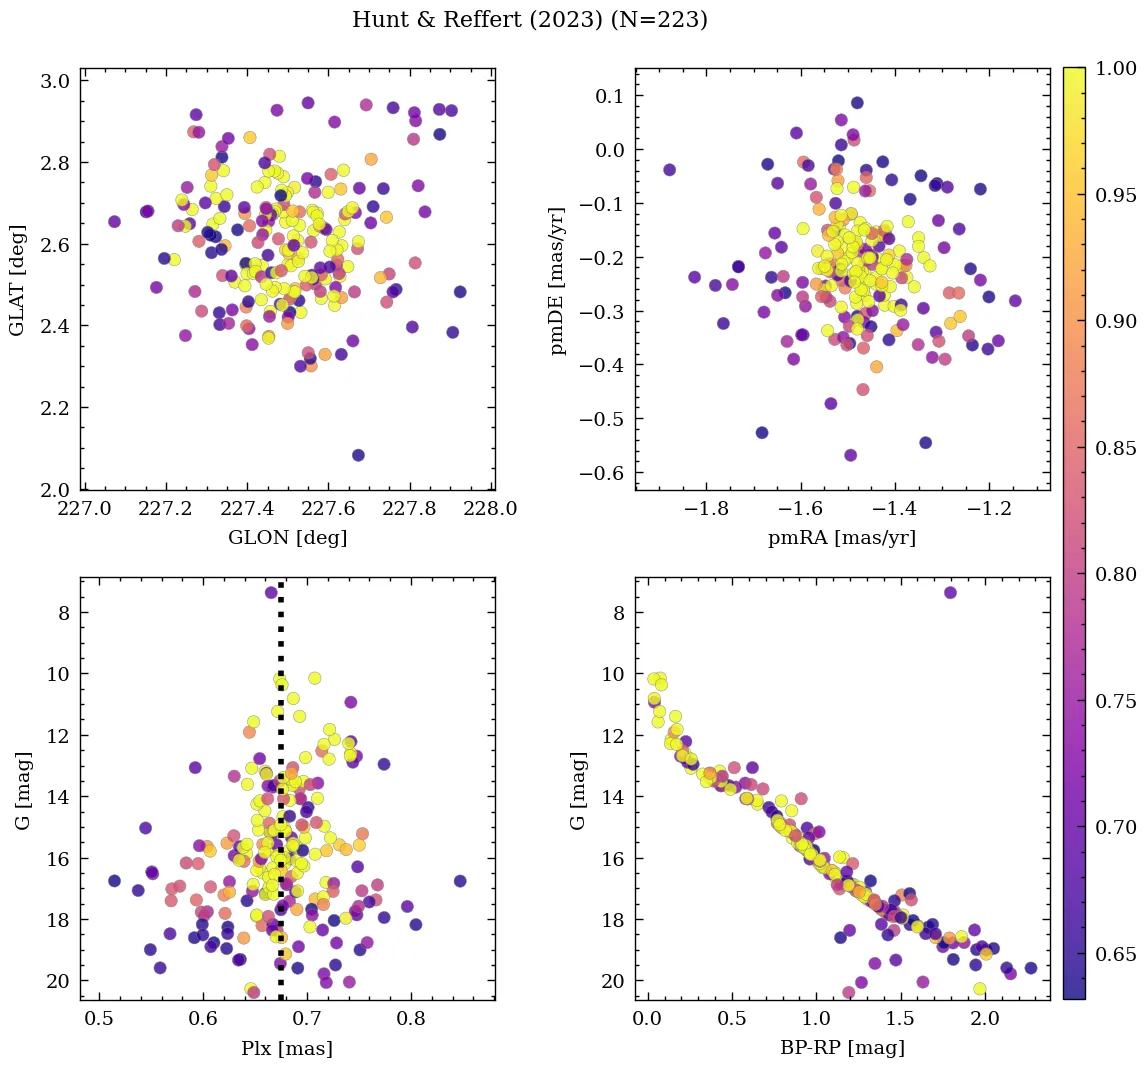 Hunt & Reffert (2023) (N=223)
3.0
2.8
2.6
2.4
2.2
2.0
GLAT [deg]
227.0 227.2 227.4 227.6 227.8 228.0
GLON [deg]
0.1
0.0
−0.1
−0.2
−0.3
−0.4
−0.5
−0.6
pmDE [mas/yr]
−1.8 −1.6 −1.4 −1.2
pmRA [mas/yr]
8
10
12
14
16
18
20
G [mag]
0.5 0.6 0.7 0.8
Plx [mas]
8
10
12
14
16
18
20
G [mag]
0.0 0.5 1.0 1.5 2.0
BP-RP [mag]
1.00
0.95
0.90
0.85
0.80
0.75
0.70
0.65